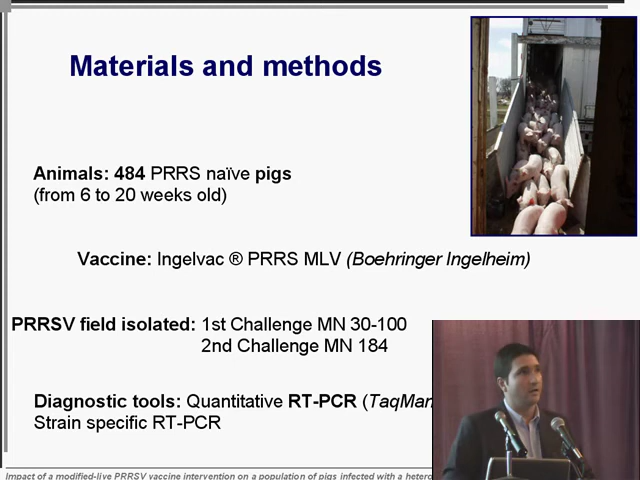 Materials and methods
Animals: 484 PRRS naïve pigs
(from 6 to 20 weeks old)
Vaccine: Ingelvac ® PRRS MLV (Boehringer Ingelheim)
PRRSV field isolated: 1st Challenge MN 30-100
2nd Challenge MN 184
Diagnostic tools: Quantitative RT-PCR (TaqMan
Strain specific RT-PCR
Impact of a modified-live PRRSV vaccine intervention on a population of pigs infected with a hetero